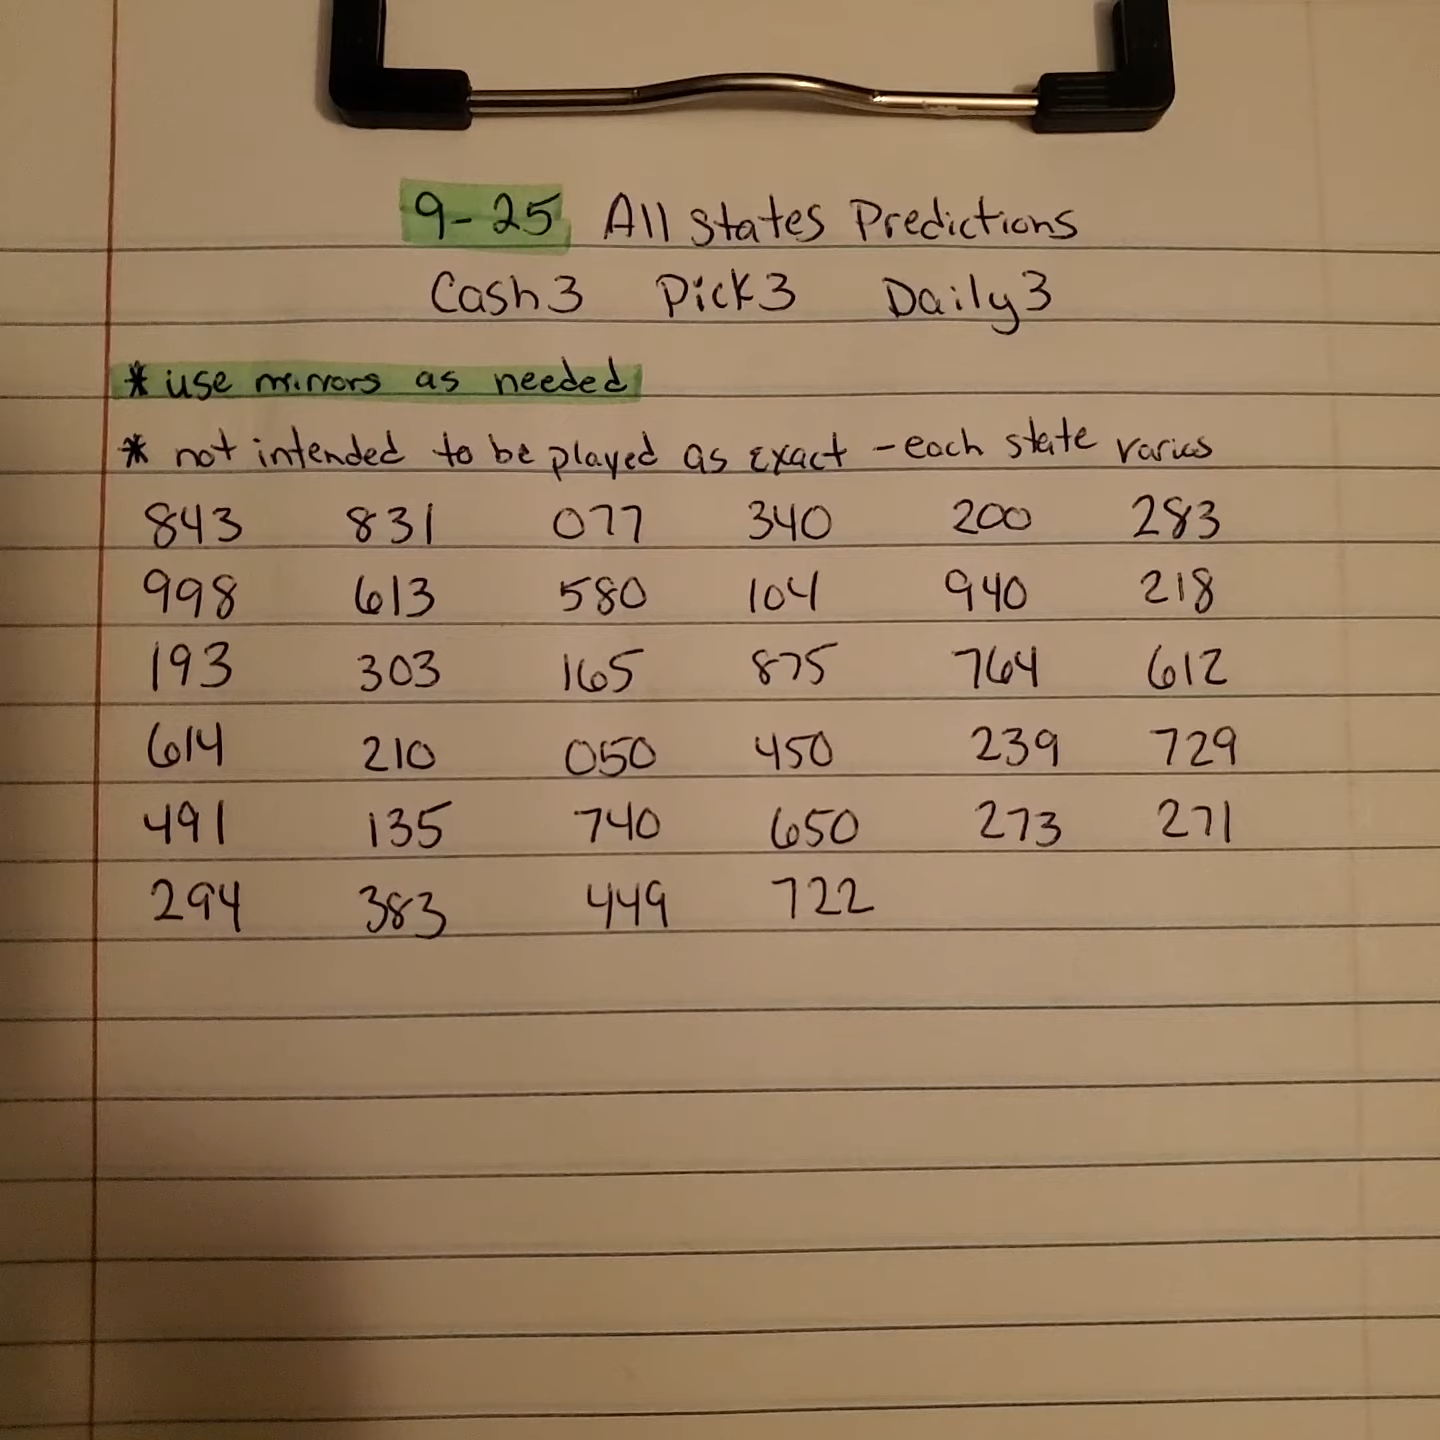 9-25 All States Predictions
Cash3 Pick3 Daily3
* use mirrors as needed
* not intended to be played as exact - each state varies
843 831 077 340 200 283
998 613 580 104 940 218
193 303 165 875 764 612
614 210 050 450 239 729
491 135 740 650 273 271
294 383 449 722